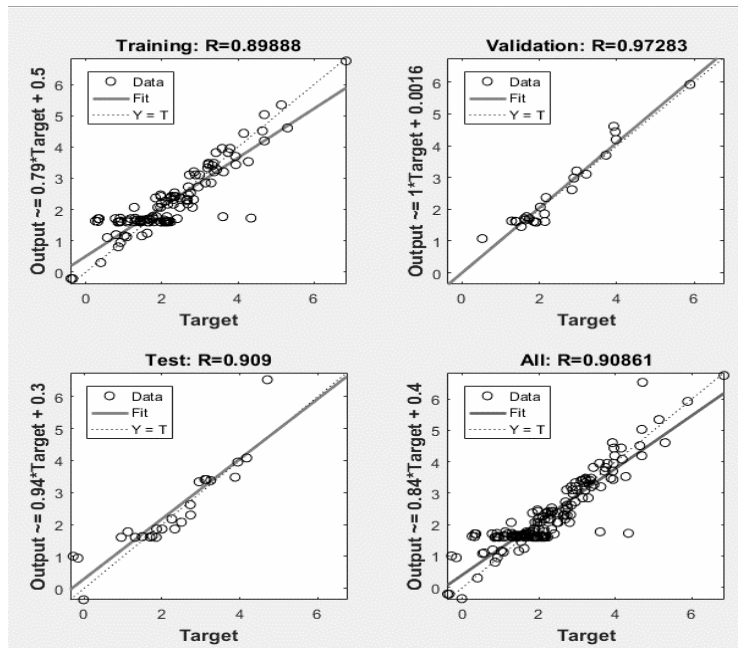 Training: R=0.89888
Output ~= 0.79*Target + 0.5
Data
Fit
Y = T
6
5
4
3
2
1
0
0
2
4
6
Target
Validation: R=0.97283
Output ~= 1*Target + 0.0016
Data
Fit
Y = T
6
5
4
3
2
1
0
0
2
4
6
Target
Test: R=0.909
Output ~= 0.94*Target + 0.3
Data
Fit
Y = T
6
5
4
3
2
1
0
0
2
4
6
Target
All: R=0.90861
Output ~= 0.84*Target + 0.4
Data
Fit
Y = T
6
5
4
3
2
1
0
0
2
4
6
Target